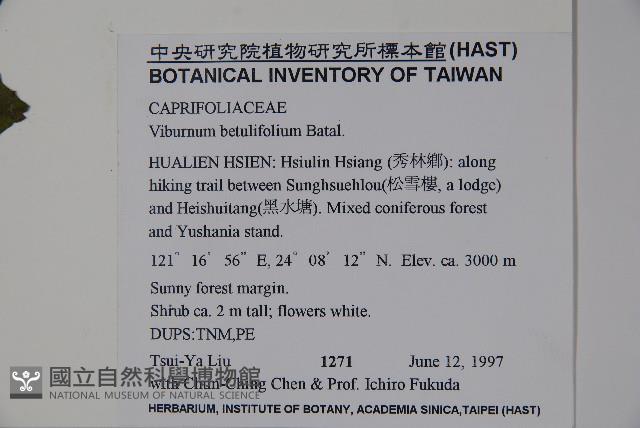 中央研究院植物研究所標本館(HAST)
BOTANICAL INVENTORY OF TAIWAN
CAPRIFOLIACEAE
Viburnum betulifolium Batal.
HUALIEN HSIEN: Hsiulin Hsiang (秀林鄉): along
hiking trail between Sunghsuehlou(松雪樓, a lodge)
and Heishuitang(黑水塘). Mixed coniferous forest
and Yushania stand.
121° 16' 56" E, 24° 08' 12" N. Elev. ca. 3000 m
Sunny forest margin.
Shrub ca. 2 m tall; flowers white.
DUPS:TNM,PE
Tsui-Ya Liu 1271 June 12, 1997
with Chun-Ching Chen & Prof. Ichiro Fukuda
HERBARIUM, INSTITUTE OF BOTANY, ACADEMIA SINICA,TAIPEI (HAST)
國立自然科學博物館
NATIONAL MUSEUM OF NATURAL SCIENCE